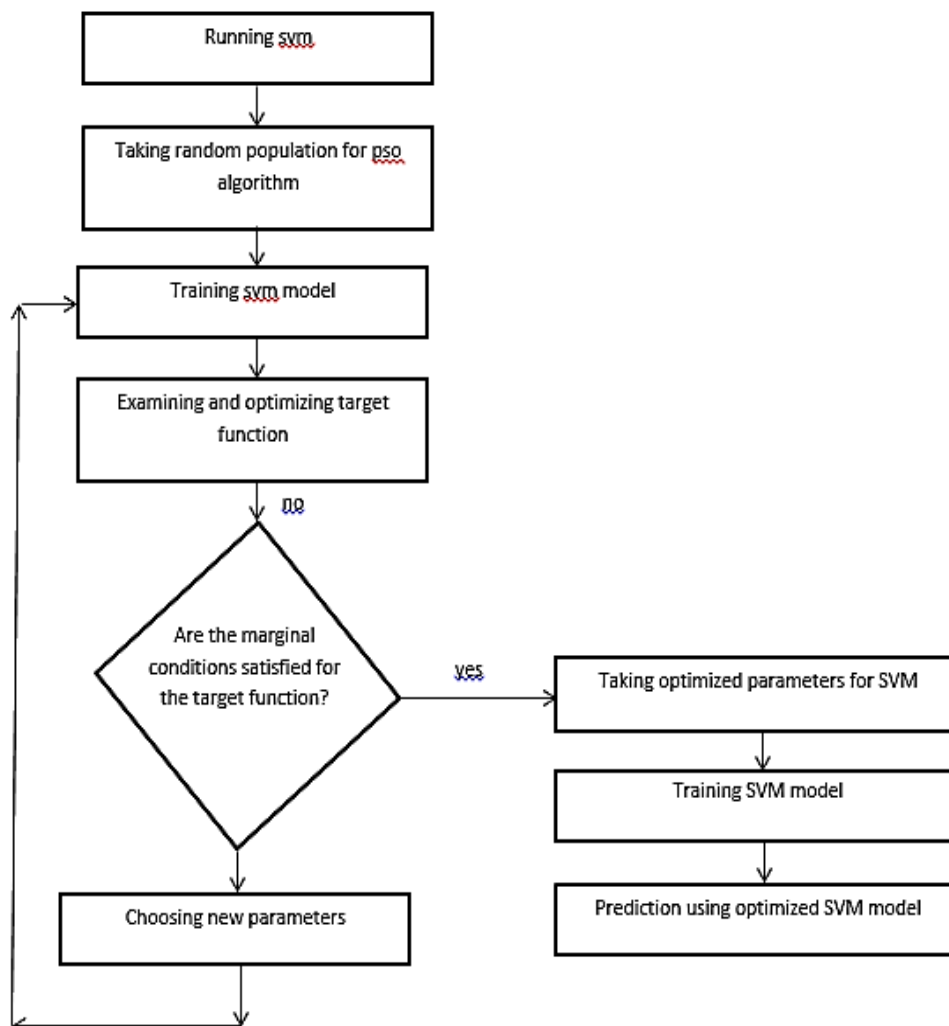 Running svm
Taking random population for pso
algorithm
Training svm model
Examining and optimizing target
function
no
Are the marginal
conditions satisfied for
the target function?
yes
Taking optimized parameters for SVM
Training SVM model
Prediction using optimized SVM model
Choosing new parameters